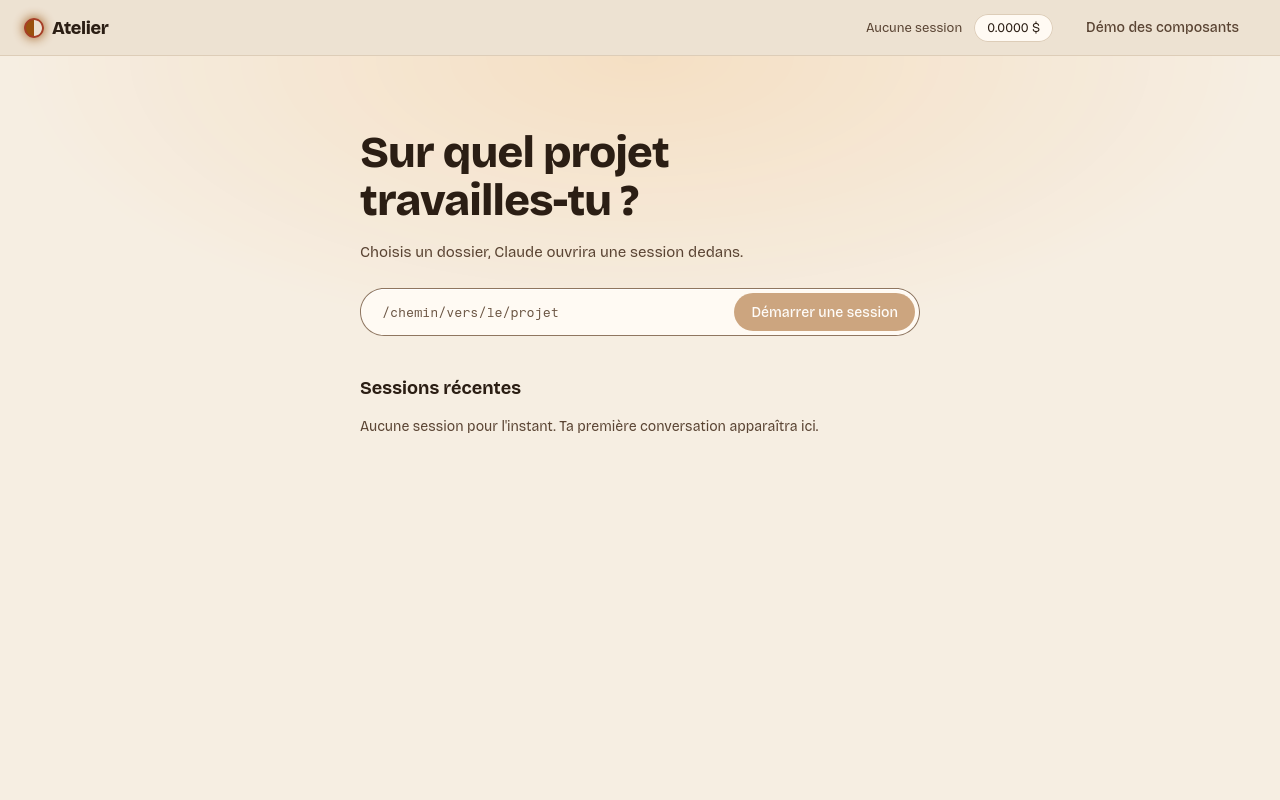 Atelier
Aucune session
0.0000 $
Démo des composants
Sur quel projet
travailles-tu ?
Choisis un dossier, Claude ouvrira une session dedans.
/chemin/vers/le/projet
Démarrer une session
Sessions récentes
Aucune session pour l'instant. Ta première conversation apparaîtra ici.